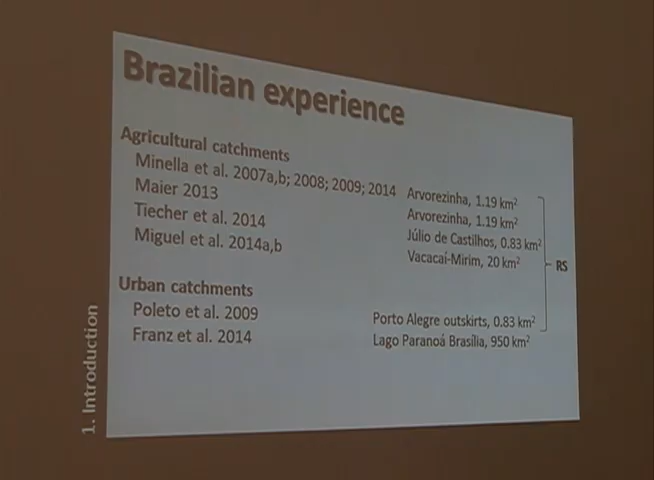 Brazilian experience
Agricultural catchments
Minella et al. 2007a,b; 2008; 2009; 2014 Arvorezinha, 1.19 km²
Maier 2013 Arvorezinha, 1.19 km²
Tiecher et al. 2014 Júlio de Castilhos, 0.83 km²
Miguel et al. 2014a,b Vacacaí-Mirim, 20 km²
RS
Urban catchments
Poleto et al. 2009 Porto Alegre outskirts, 0.83 km²
Franz et al. 2014 Lago Paranoá Brasília, 950 km²
1. Introduction